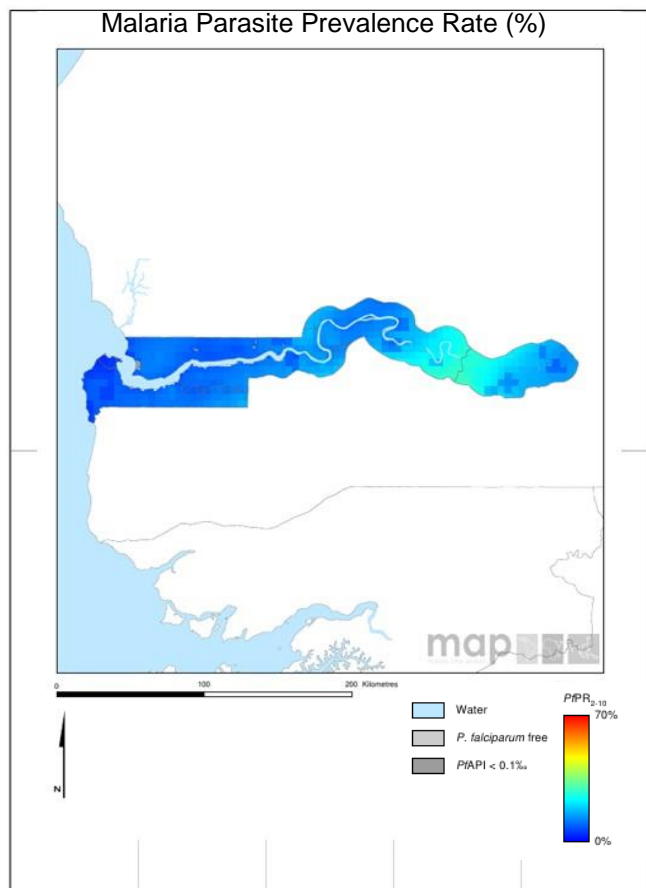 Malaria Parasite Prevalence Rate (%)
map
0 100 200 Kilometres
PfPR2-10
Water
70%
P. falciparum free
PfAPI < 0.1‰
0%
N